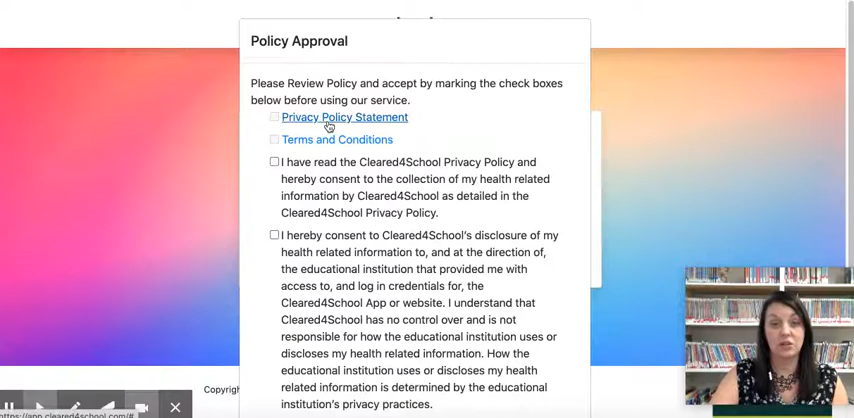 Policy Approval
Please Review Policy and accept by marking the check boxes
below before using our service.
Privacy Policy Statement
Terms and Conditions
I have read the Cleared4School Privacy Policy and
hereby consent to the collection of my health related
information by Cleared4School as detailed in the
Cleared4School Privacy Policy.
I hereby consent to Cleared4School's disclosure of my
health related information to, and at the direction of,
the educational institution that provided me with
access to, and log in credentials for, the
Cleared4School App or website. I understand that
Cleared4School has no control over and is not
responsible for how the educational institution uses or
discloses my health related information. How the
educational institution uses or discloses my health
related information is determined by the educational
institution's privacy practices.
Copyrig
https://app.cleared4school.com/#